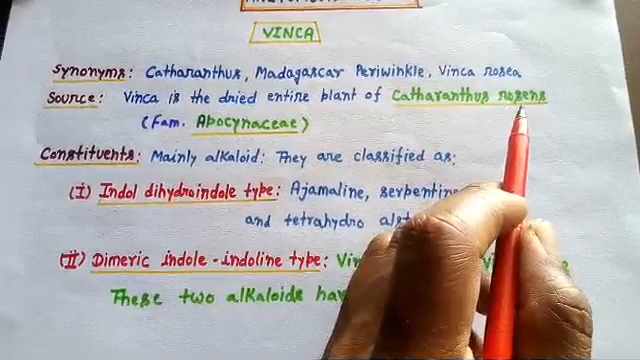 VINCA
Synonyms: Catharanthus, Madagascar Periwinkle, Vinca rosea
Source: Vinca is the dried entire plant of Catharanthus rosens
(Fam. Apocynaceae)
Constituents: Mainly alkaloid: They are classified as;
(i) Indol dihydroindole type: Ajamaline, serpentine
and tetrahydro
(ii) Dimeric indole-indoline type:
These two alkaloids